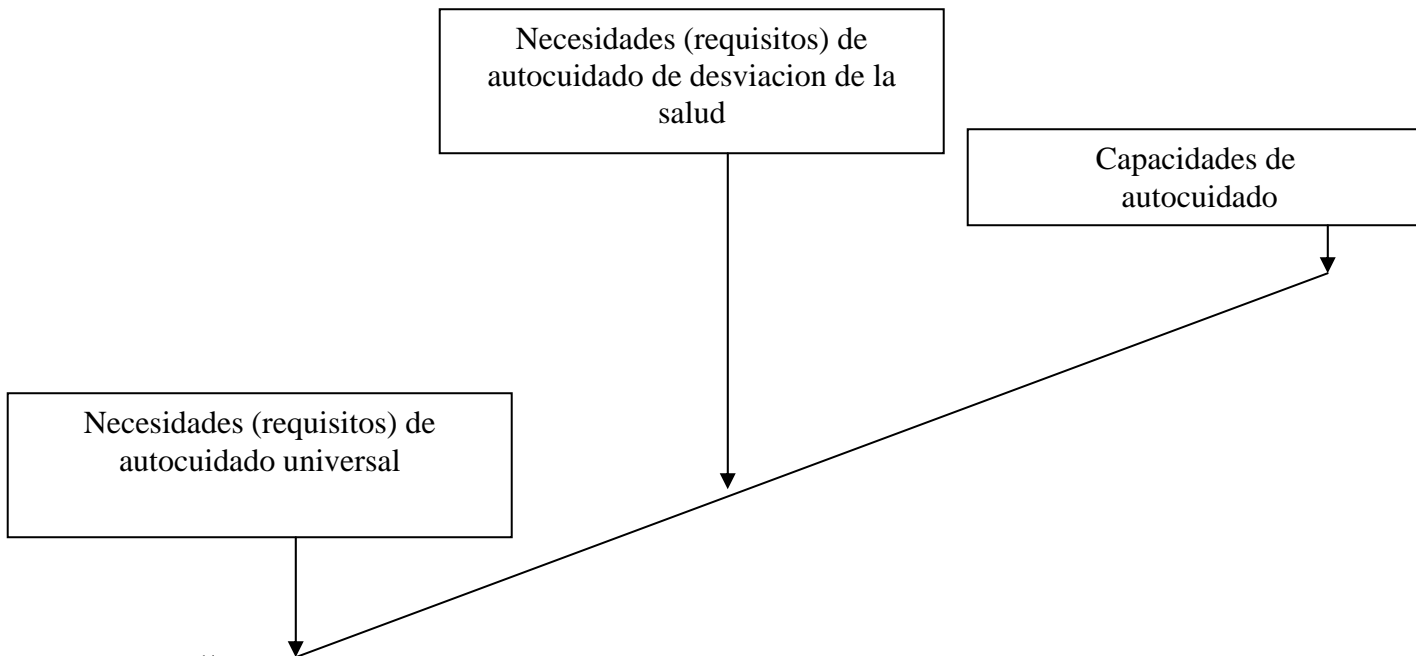 Necesidades (requisitos) de
autocuidado de desviacion de la
salud
Capacidades de
autocuidado
Necesidades (requisitos) de
autocuidado universal